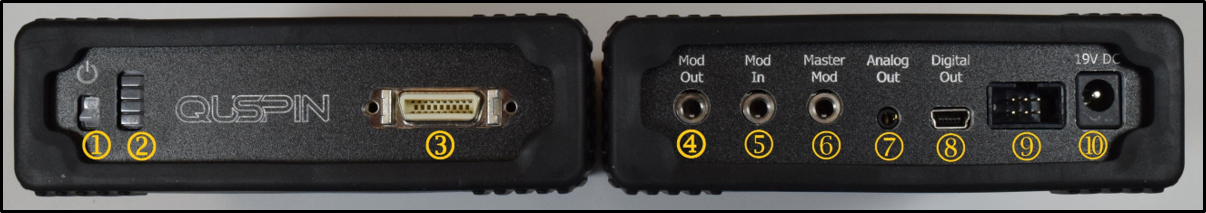 QUSPIN
① ② ③
Mod Out
Mod In
Master Mod
Analog Out
Digital Out
19V DC
④ ⑤ ⑥ ⑦ ⑧ ⑨ ⑩